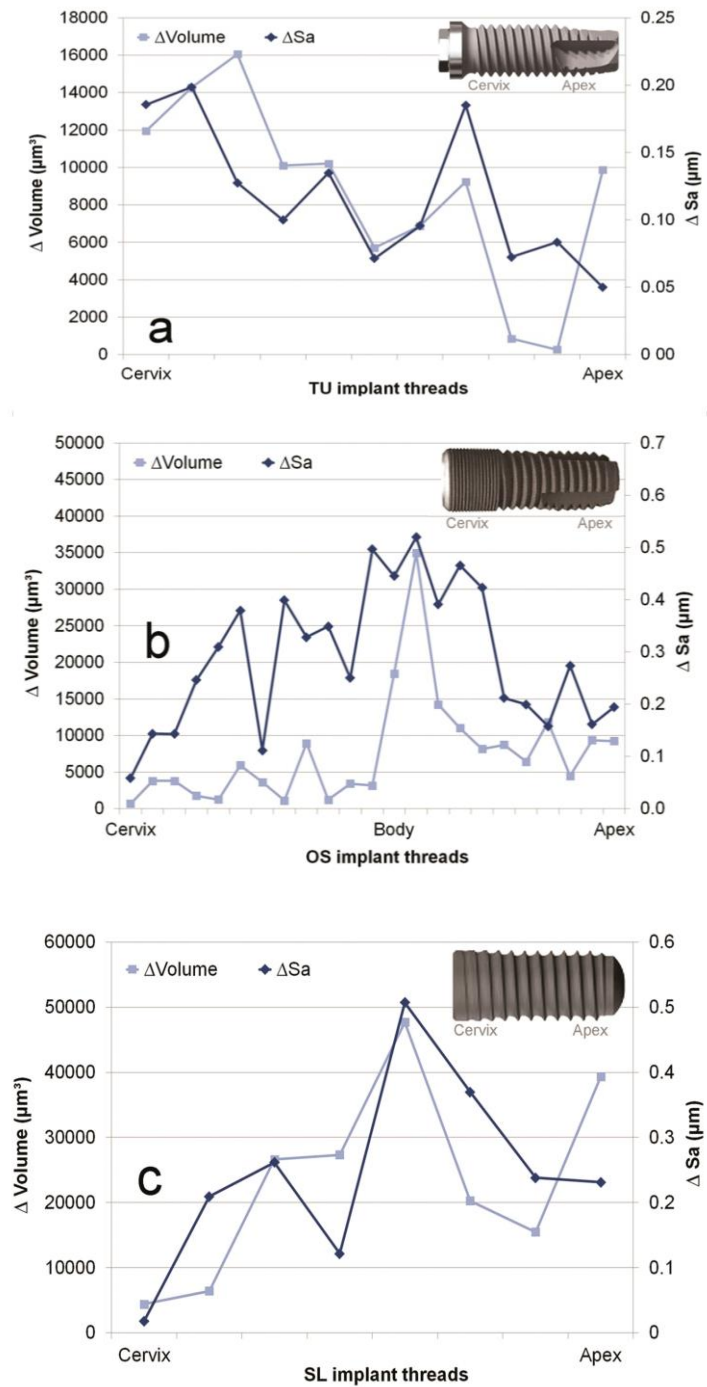 18000
16000
14000
12000
10000
8000
6000
4000
2000
0
Δ Volume (µm³)
ΔVolume
ΔSa
Cervix
Apex
0.25
0.20
0.15
0.10
0.05
0.00
Δ Sa (µm)
a
Cervix
Apex
TU implant threads
50000
45000
40000
35000
30000
25000
20000
15000
10000
5000
0
Δ Volume (µm³)
ΔVolume
ΔSa
Cervix
Apex
0.7
0.6
0.5
0.4
0.3
0.2
0.1
0.0
Δ Sa (µm)
b
Cervix
Body
Apex
OS implant threads
60000
50000
40000
30000
20000
10000
0
Δ Volume (µm³)
ΔVolume
ΔSa
Cervix
Apex
0.6
0.5
0.4
0.3
0.2
0.1
0
Δ Sa (µm)
c
Cervix
Apex
SL implant threads